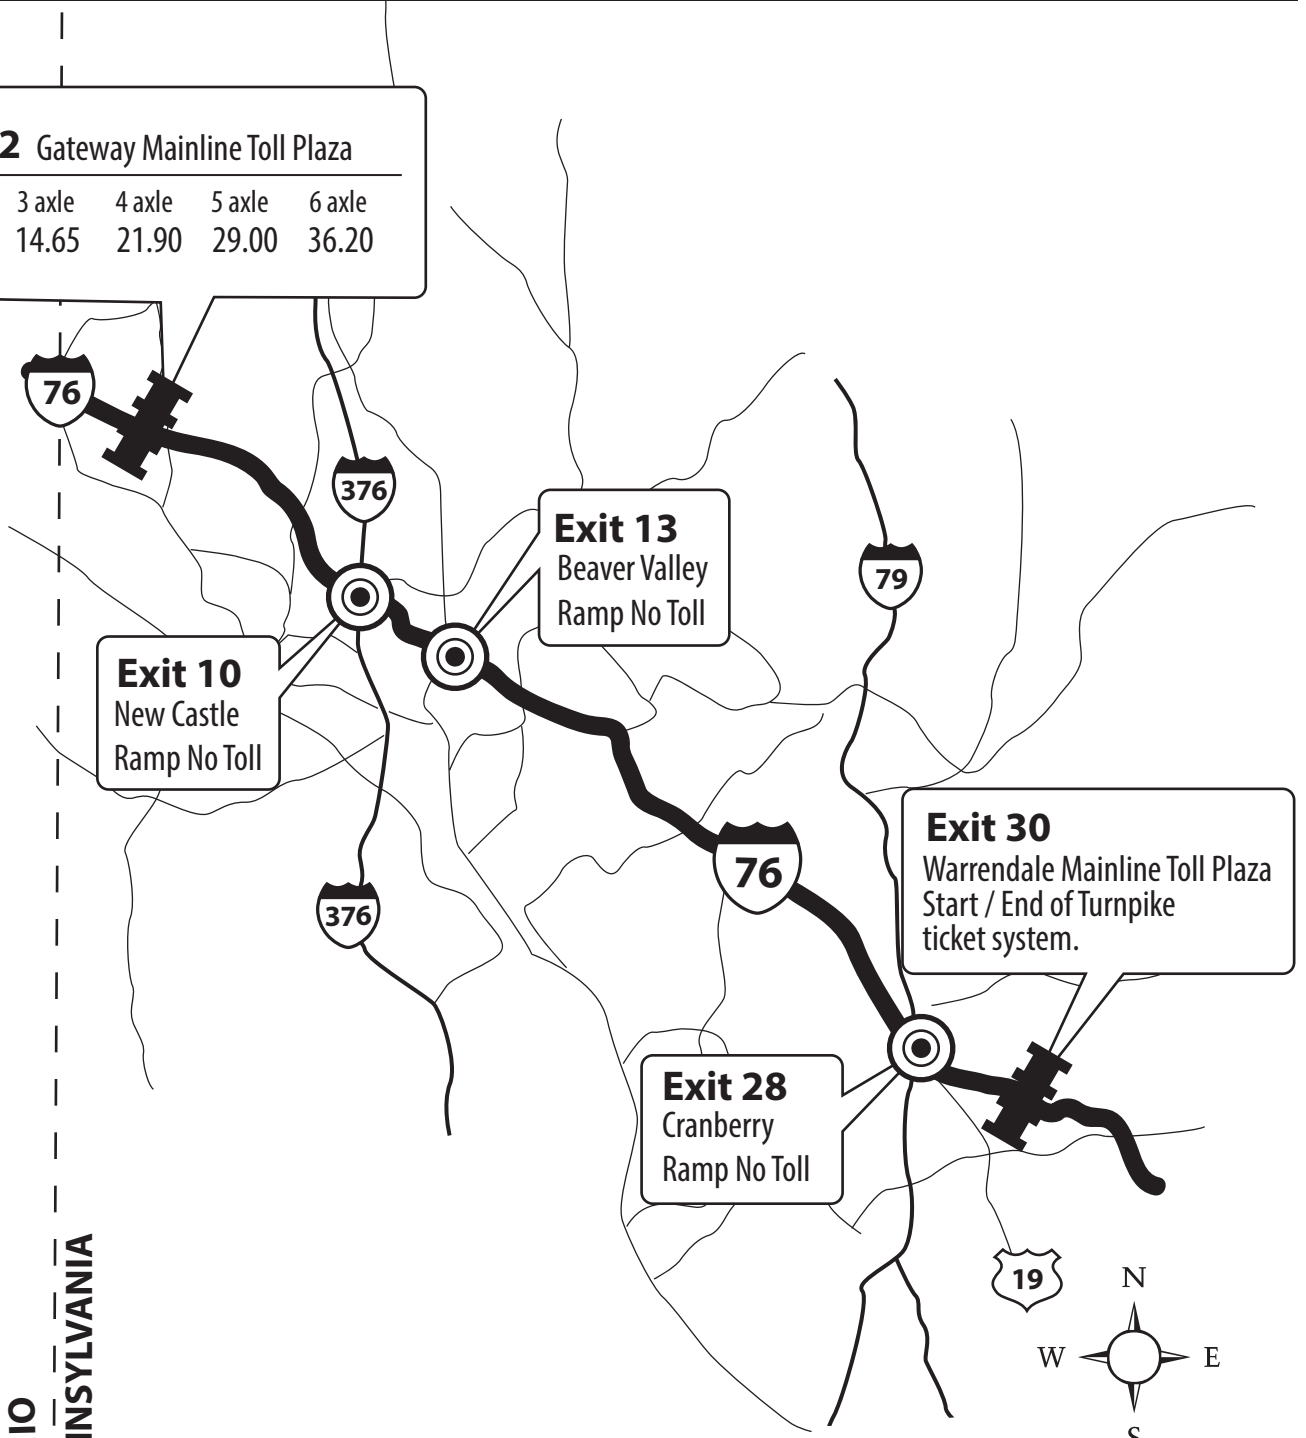 2 Gateway Mainline Toll Plaza
3 axle 4 axle 5 axle 6 axle
14.65 21.90 29.00 36.20
76
376
Exit 13
Beaver Valley
Ramp No Toll
79
Exit 10
New Castle
Ramp No Toll
376
76
Exit 30
Warrendale Mainline Toll Plaza
Start / End of Turnpike
ticket system.
Exit 28
Cranberry
Ramp No Toll
19
N
W E
S
IO
INSYLVANIA